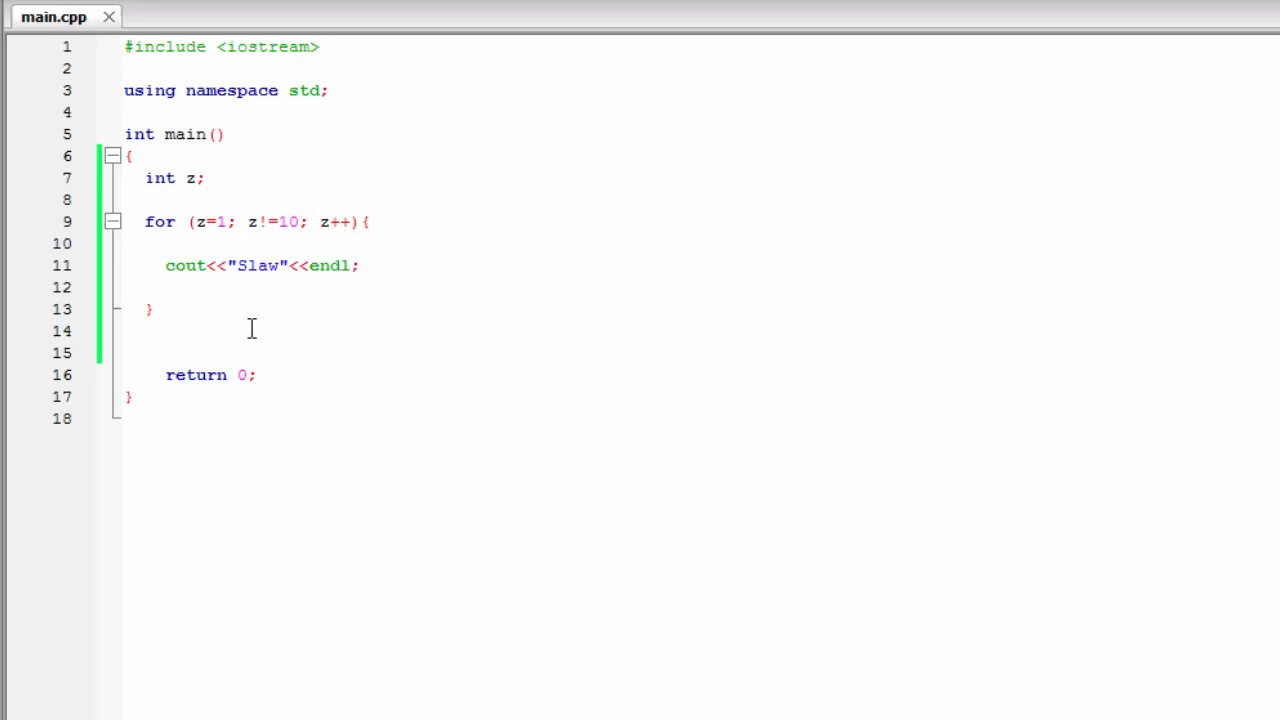 main.cpp
1 #include <iostream>
2
3 using namespace std;
4
5 int main()
6 {
7 int z;
8
9 for (z=1; z!=10; z++){
10
11 cout<<"Slaw"<<endl;
12
13 }
14
15
16 return 0;
17 }
18